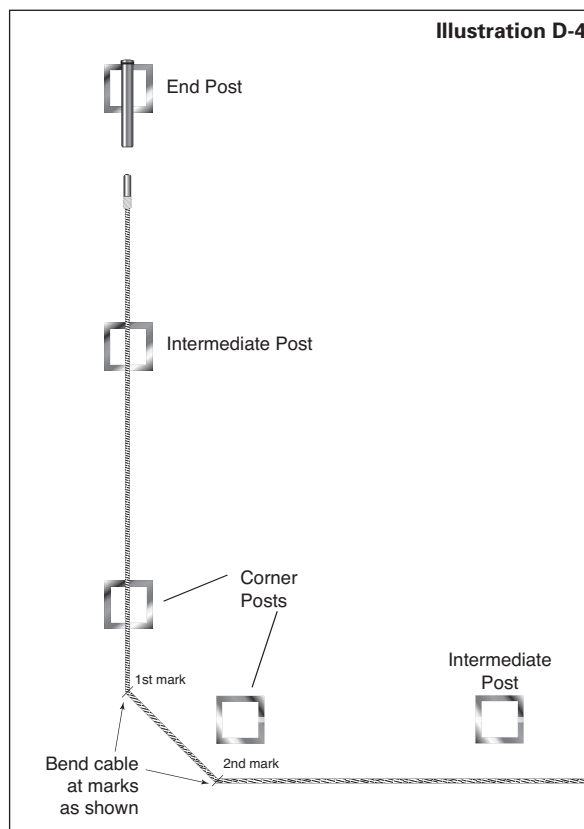 Illustration D-4
End Post
Intermediate Post
Corner
Posts
1st mark
Intermediate
Post
Bend cable
at marks
as shown
2nd mark